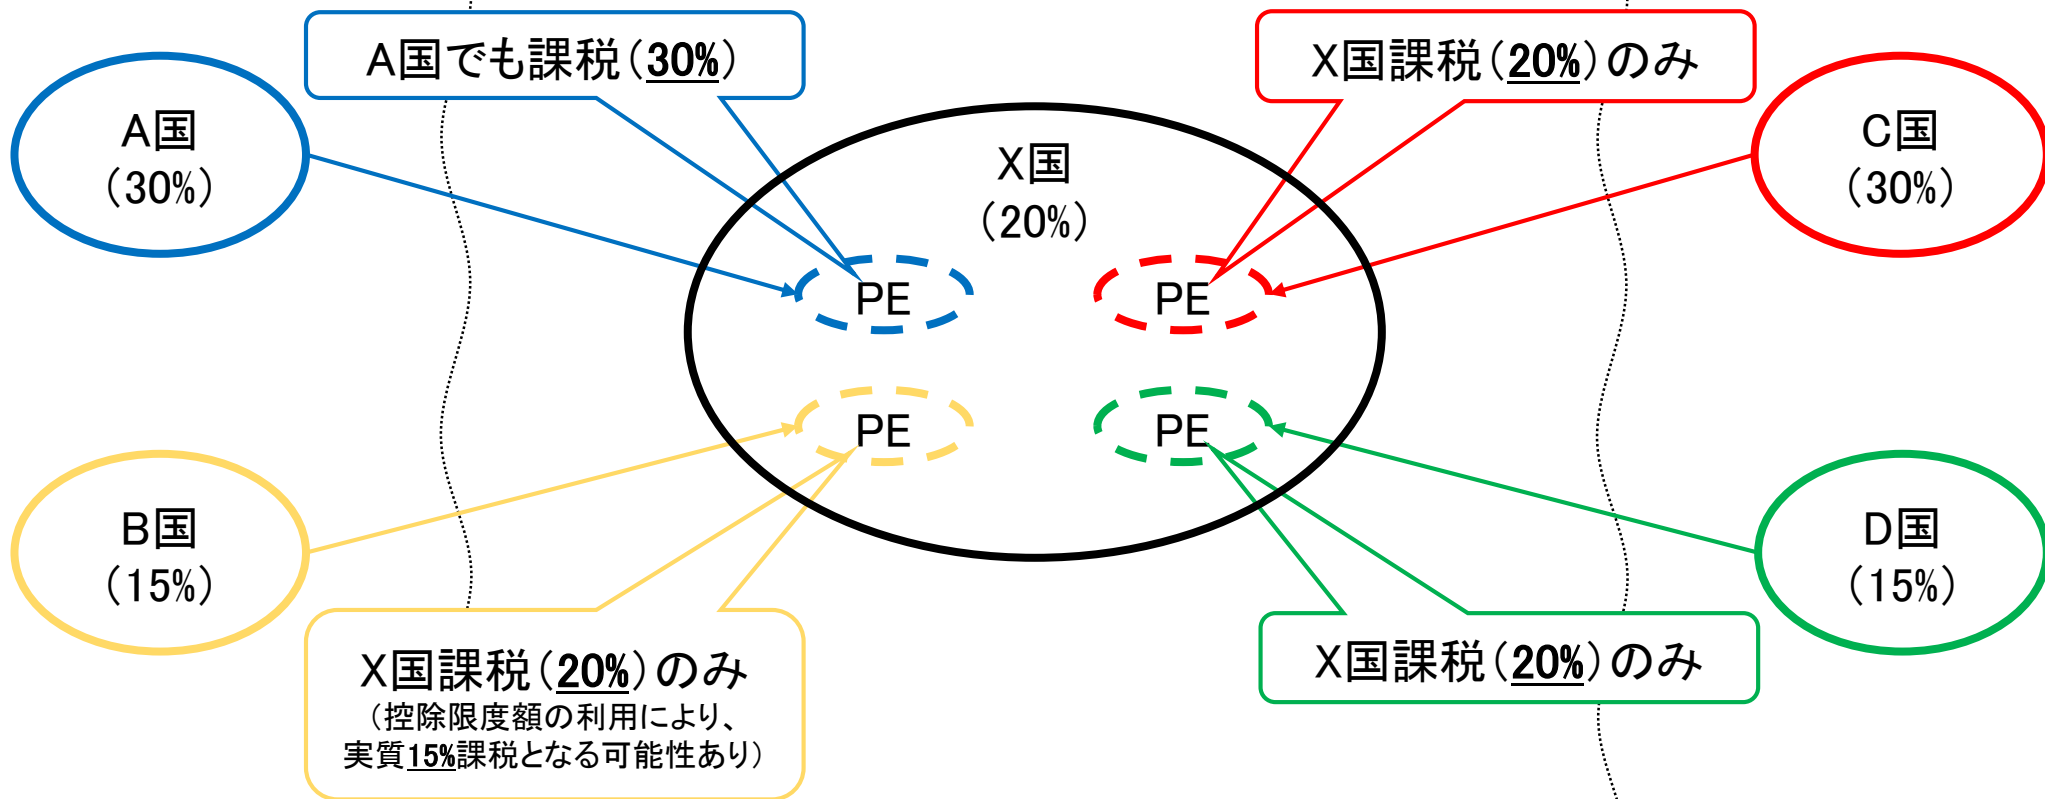 A国でも課税(30%)
X国課税(20%)のみ
A国
(30%)
X国
(20%)
C国
(30%)
PE
PE
PE
PE
B国
(15%)
D国
(15%)
X国課税(20%)のみ
(控除限度額の利用により、
実質15%課税となる可能性あり)
X国課税(20%)のみ